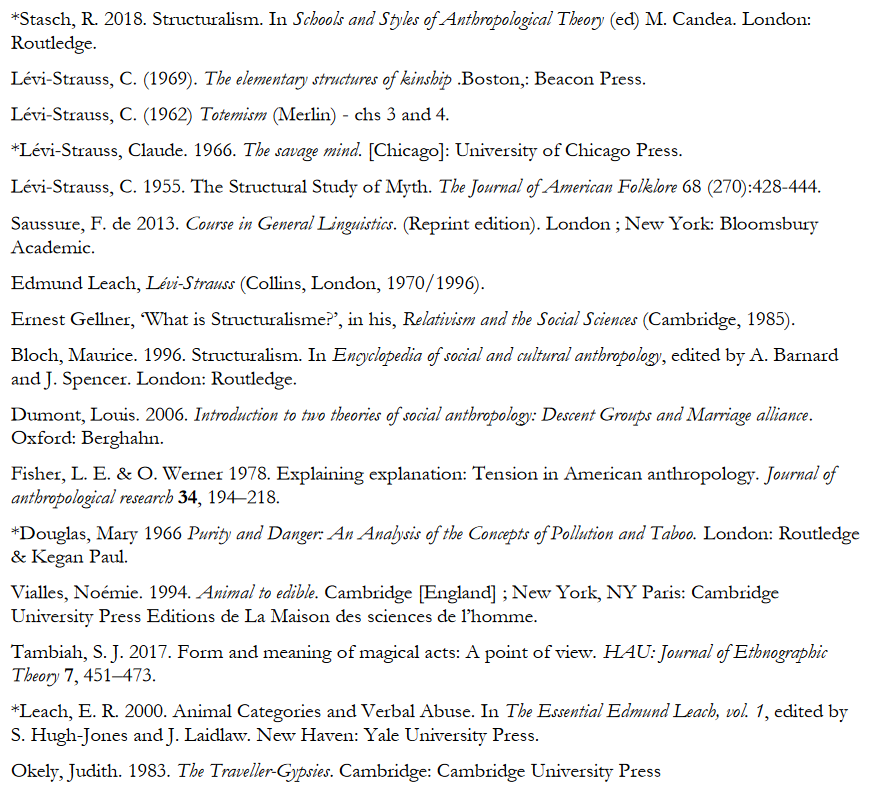 *Stasch, R. 2018. Structuralism. In Schools and Styles of Anthropological Theory (ed) M. Candea. London:
Routledge.
Lévi-Strauss, C. (1969). The elementary structures of kinship .Boston,: Beacon Press.
Lévi-Strauss, C. (1962) Totemism (Merlin) - chs 3 and 4.
*Lévi-Strauss, Claude. 1966. The savage mind. [Chicago]: University of Chicago Press.
Lévi-Strauss, C. 1955. The Structural Study of Myth. The Journal of American Folklore 68 (270):428-444.
Saussure, F. de 2013. Course in General Linguistics. (Reprint edition). London ; New York: Bloomsbury
Academic.
Edmund Leach, Lévi-Strauss (Collins, London, 1970/1996).
Ernest Gellner, ‘What is Structuralisme?’, in his, Relativism and the Social Sciences (Cambridge, 1985).
Bloch, Maurice. 1996. Structuralism. In Encyclopedia of social and cultural anthropology, edited by A. Barnard
and J. Spencer. London: Routledge.
Dumont, Louis. 2006. Introduction to two theories of social anthropology: Descent Groups and Marriage alliance.
Oxford: Berghahn.
Fisher, L. E. & O. Werner 1978. Explaining explanation: Tension in American anthropology. Journal of
anthropological research 34, 194–218.
*Douglas, Mary 1966 Purity and Danger: An Analysis of the Concepts of Pollution and Taboo. London: Routledge
& Kegan Paul.
Vialles, Noémie. 1994. Animal to edible. Cambridge [England] ; New York, NY Paris: Cambridge
University Press Editions de La Maison des sciences de l’homme.
Tambiah, S. J. 2017. Form and meaning of magical acts: A point of view. HAU: Journal of Ethnographic
Theory 7, 451–473.
*Leach, E. R. 2000. Animal Categories and Verbal Abuse. In The Essential Edmund Leach, vol. 1, edited by
S. Hugh-Jones and J. Laidlaw. New Haven: Yale University Press.
Okely, Judith. 1983. The Traveller-Gypsies. Cambridge: Cambridge University Press